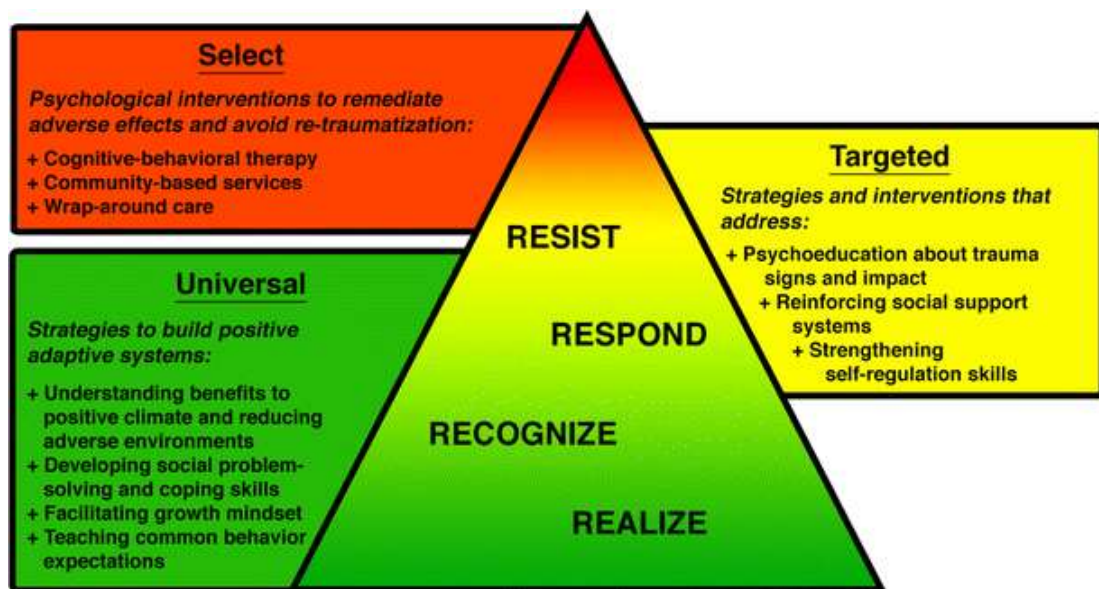 Select
Psychological interventions to remediate
adverse effects and avoid re-traumatization:
+ Cognitive-behavioral therapy
+ Community-based services
+ Wrap-around care
Universal
Strategies to build positive
adaptive systems:
+ Understanding benefits to
positive climate and reducing
adverse environments
+ Developing social problem-
solving and coping skills
+ Facilitating growth mindset
+ Teaching common behavior
expectations
RESIST
RESPOND
RECOGNIZE
REALIZE
Targeted
Strategies and interventions that
address:
+ Psychoeducation about trauma
signs and impact
+ Reinforcing social support
systems
+ Strengthening
self-regulation skills